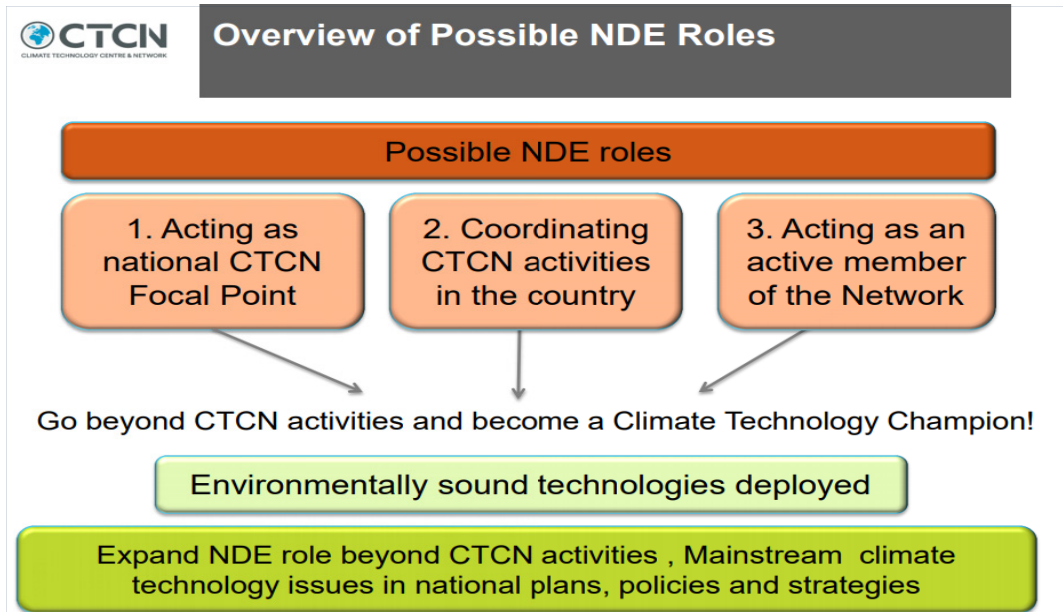 CTCN
CLIMATE TECHNOLOGY CENTRE & NETWORK
Overview of Possible NDE Roles
Possible NDE roles
1. Acting as
national CTCN
Focal Point
2. Coordinating
CTCN activities
in the country
3. Acting as an
active member
of the Network
Go beyond CTCN activities and become a Climate Technology Champion!
Environmentally sound technologies deployed
Expand NDE role beyond CTCN activities , Mainstream climate
technology issues in national plans, policies and strategies